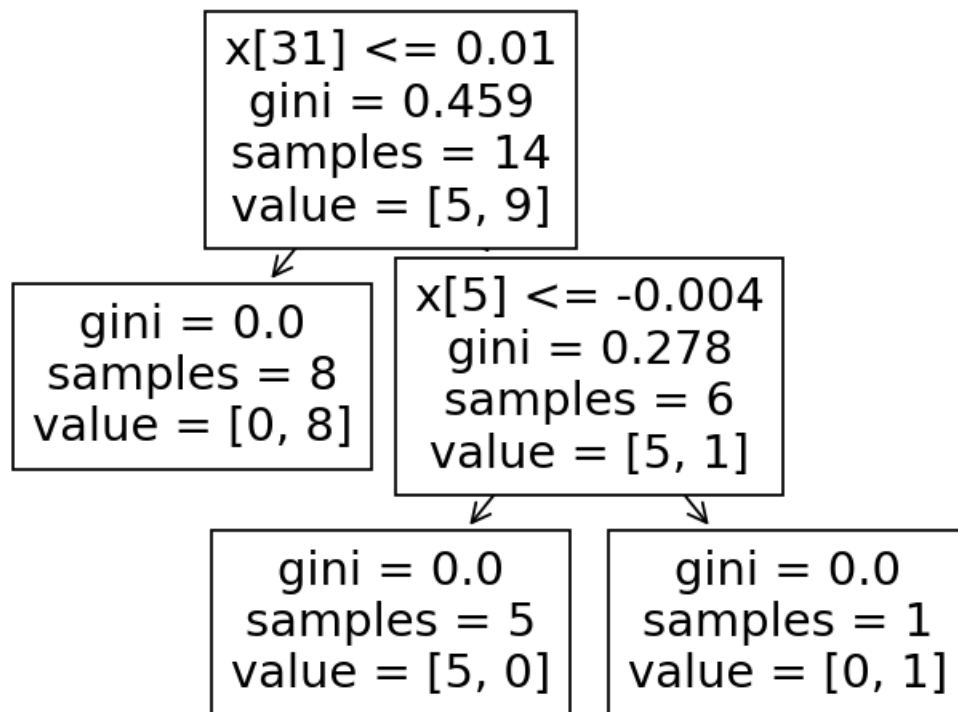 x[31] <= 0.01
gini = 0.459
samples = 14
value = [5, 9]
gini = 0.0
samples = 8
value = [0, 8]
x[5] <= -0.004
gini = 0.278
samples = 6
value = [5, 1]
gini = 0.0
samples = 5
value = [5, 0]
gini = 0.0
samples = 1
value = [0, 1]